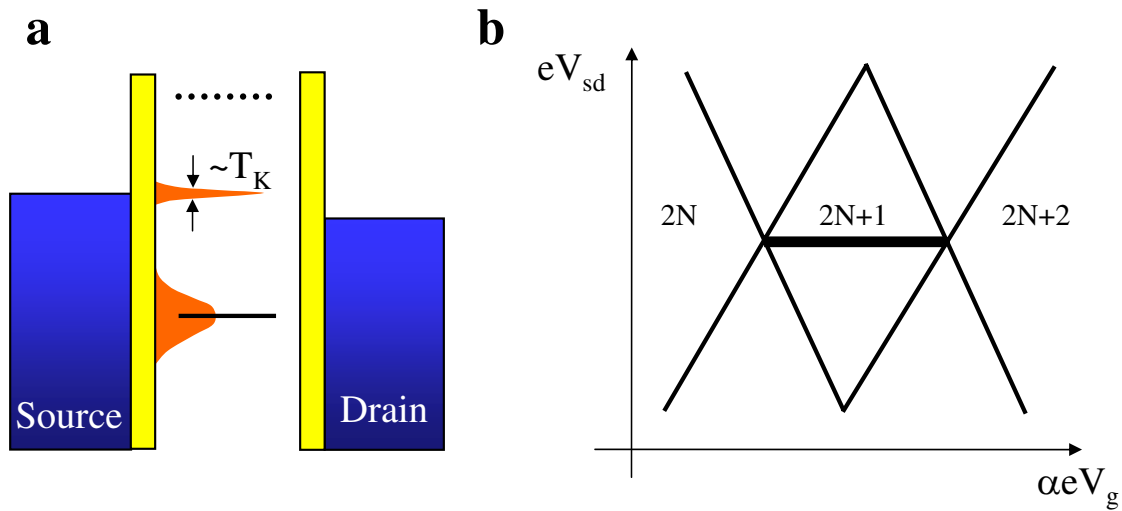 a
~T_K
Source
Drain
b
eV_sd
2N
2N+1
2N+2
αeV_g